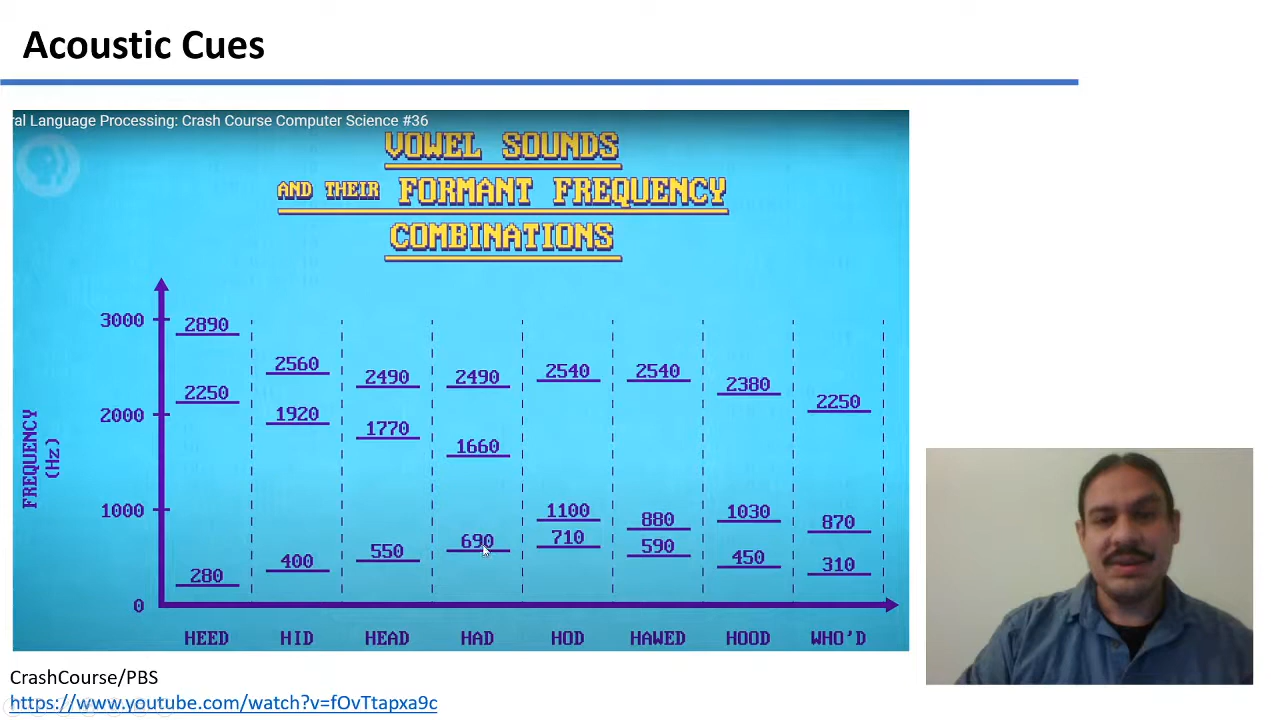 Acoustic Cues
ral Language Processing: Crash Course Computer Science #36
VOWEL SOUNDS
AND THEIR FORMANT FREQUENCY
COMBINATIONS
FREQUENCY
(HZ)
3000
2000
1000
0
2890
2250
280
2560
1920
400
2490
1770
550
2490
1660
690
2540
1100
710
2540
880
590
2380
1030
450
2250
870
310
HEED HID HEAD HAD HOD HAWED HOOD WHO'D
CrashCourse/PBS
https://www.youtube.com/watch?v=fOvTtapxa9c